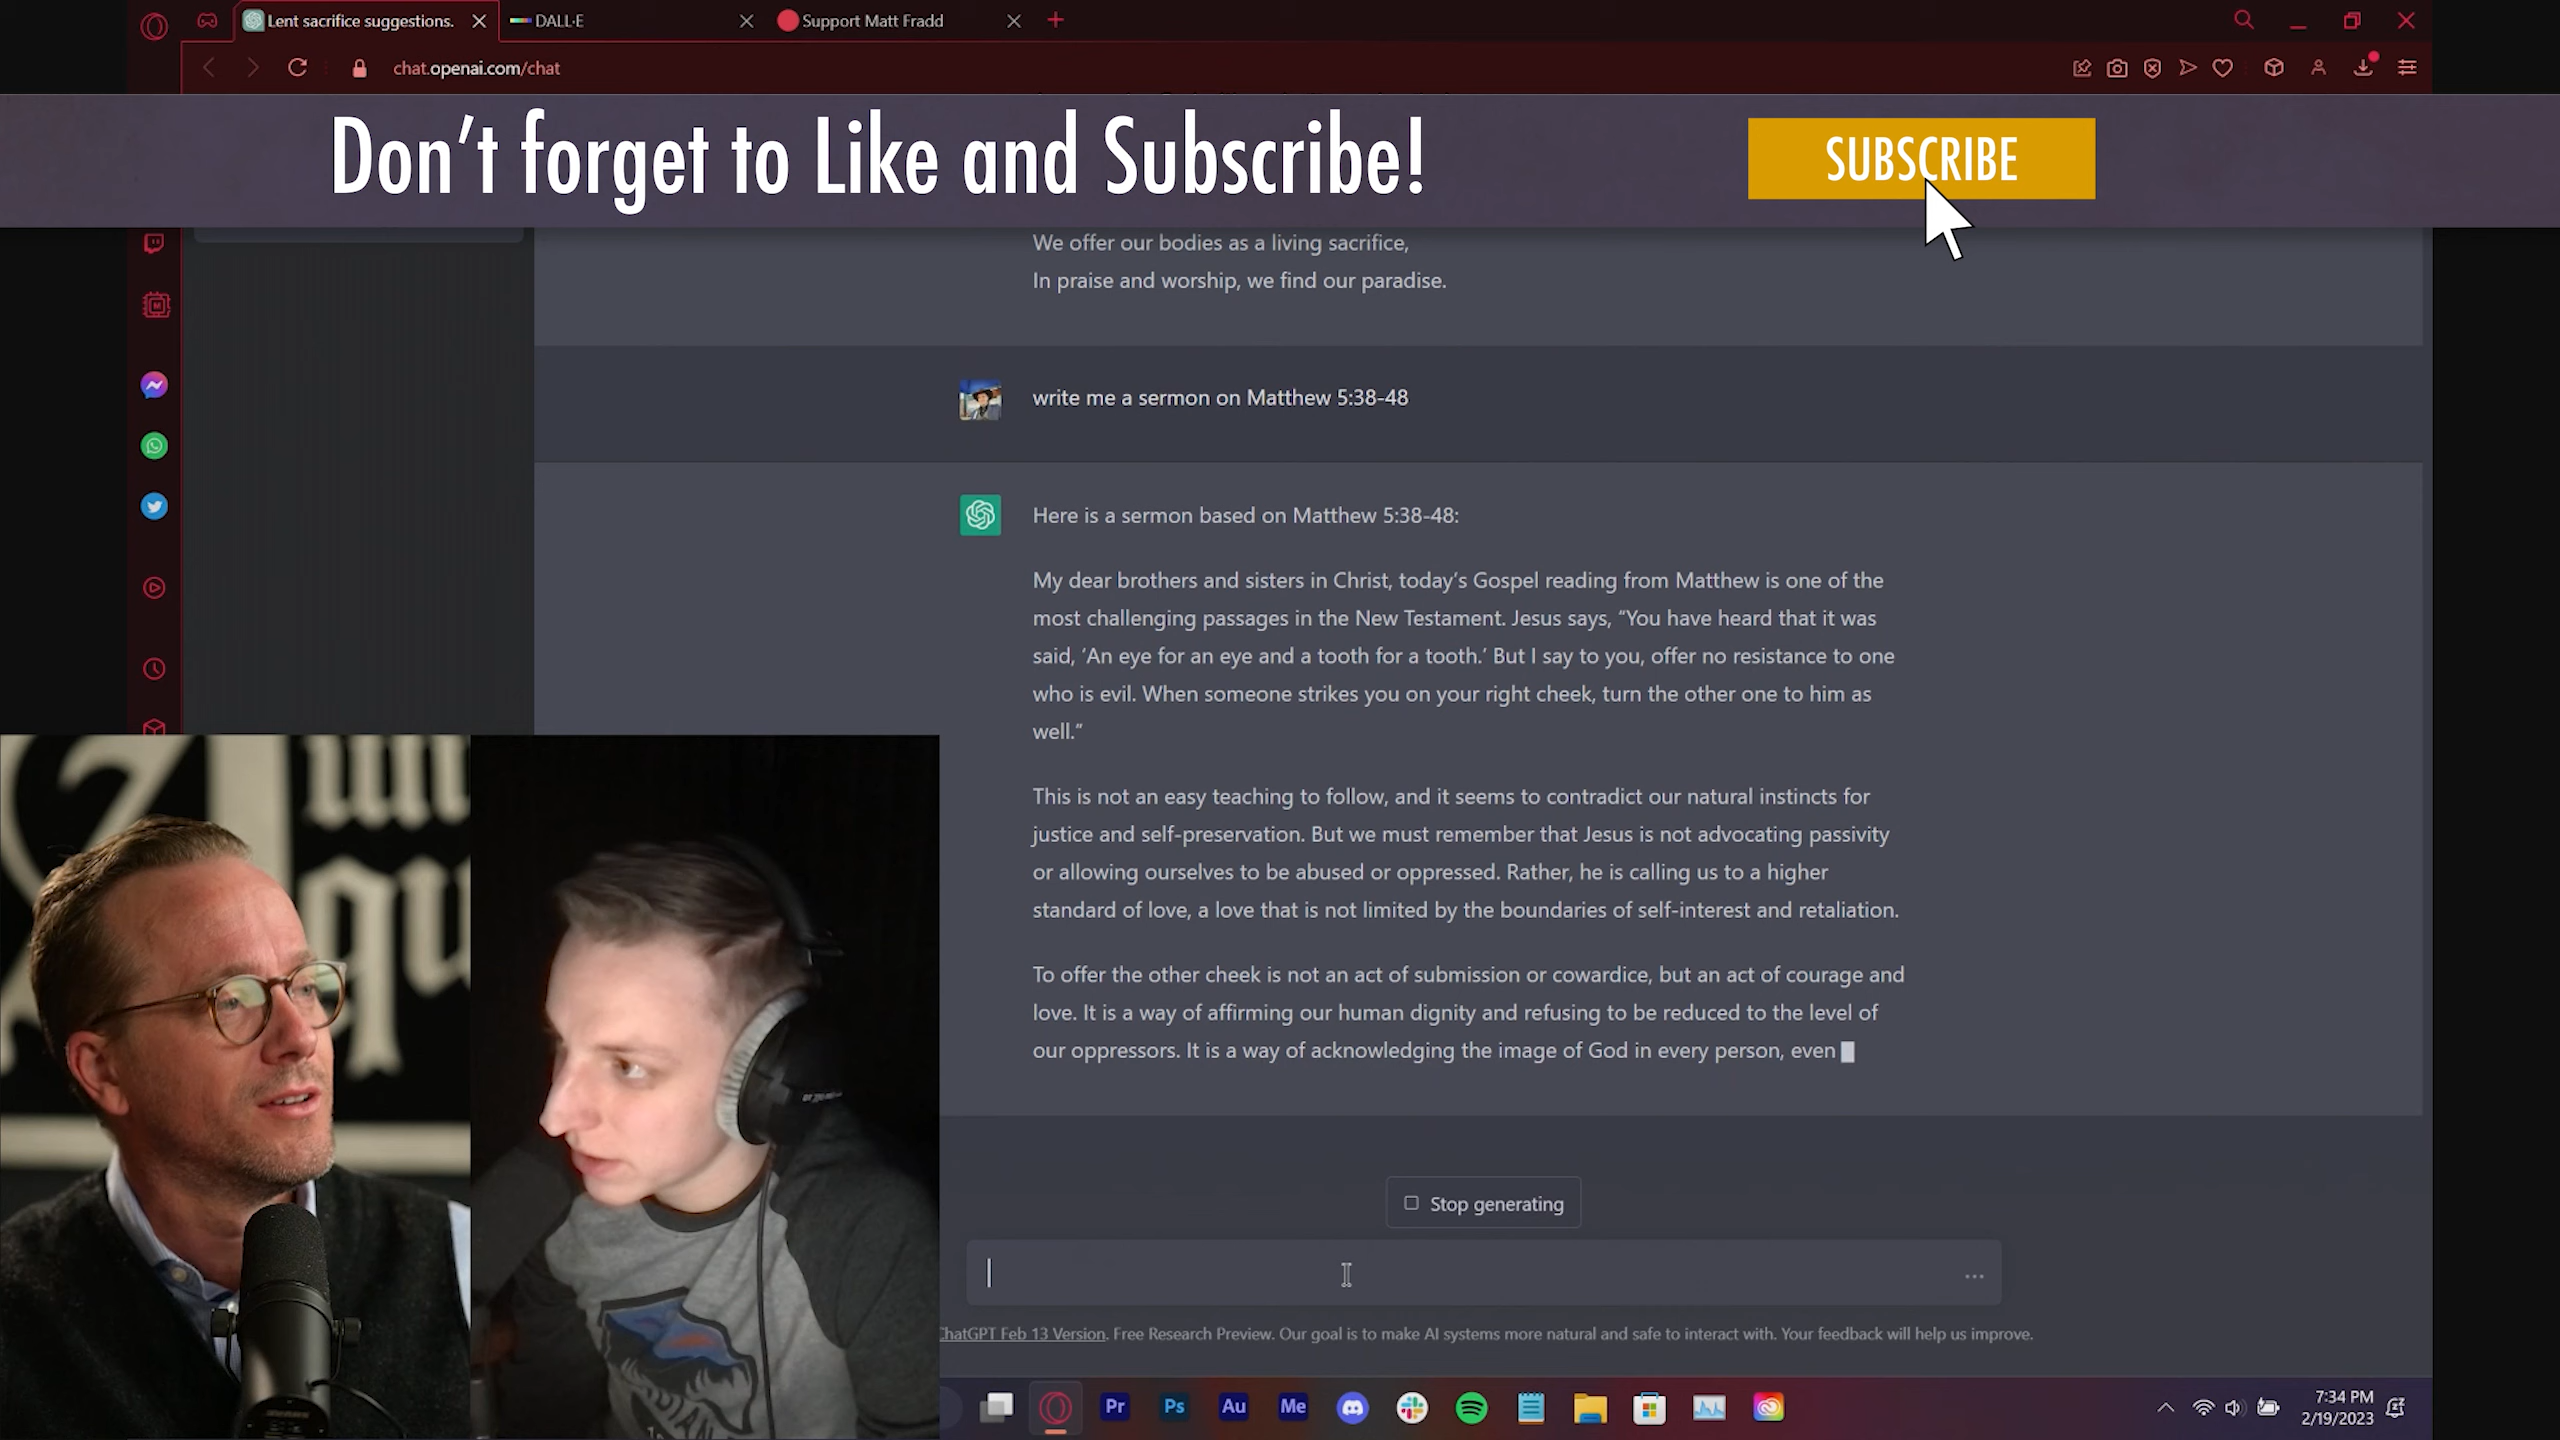 Lent sacrifice suggestions.
DALL·E
Support Matt Fradd
chat.openai.com/chat
Don't forget to Like and Subscribe!
SUBSCRIBE
We offer our bodies as a living sacrifice,
In praise and worship, we find our paradise.
write me a sermon on Matthew 5:38-48
Here is a sermon based on Matthew 5:38-48:
My dear brothers and sisters in Christ, today's Gospel reading from Matthew is one of the
most challenging passages in the New Testament. Jesus says, "You have heard that it was
said, 'An eye for an eye and a tooth for a tooth.' But I say to you, offer no resistance to one
who is evil. When someone strikes you on your right cheek, turn the other one to him as
well."
This is not an easy teaching to follow, and it seems to contradict our natural instincts for
justice and self-preservation. But we must remember that Jesus is not advocating passivity
or allowing ourselves to be abused or oppressed. Rather, he is calling us to a higher
standard of love, a love that is not limited by the boundaries of self-interest and retaliation.
To offer the other cheek is not an act of submission or cowardice, but an act of courage and
love. It is a way of affirming our human dignity and refusing to be reduced to the level of
our oppressors. It is a way of acknowledging the image of God in every person, even
Stop generating
ChatGPT Feb 13 Version. Free Research Preview. Our goal is to make AI systems more natural and safe to interact with. Your feedback will help us improve.
Pr
Ps
Au
Me
7:34 PM
2/19/2023